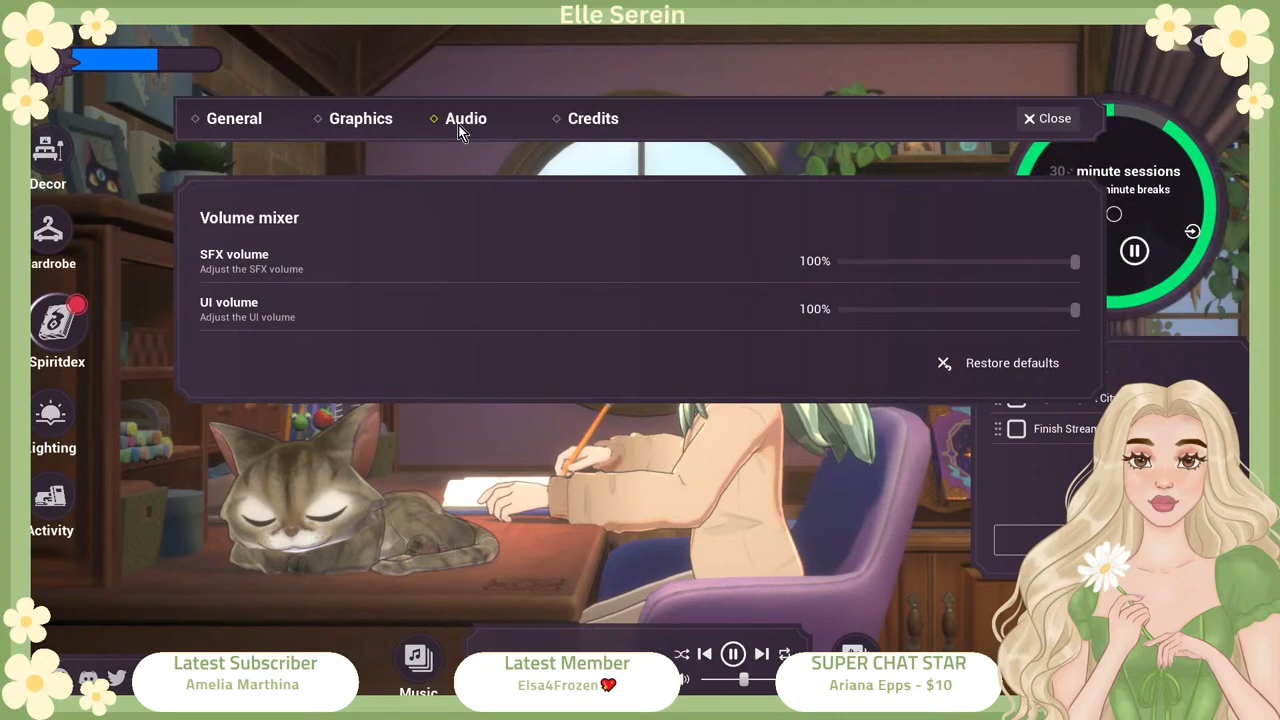 Elle Serein
General
Graphics
Audio
Credits
Close
30
minute sessions
minute breaks
Volume mixer
SFX volume
Adjust the SFX volume
100%
UI volume
Adjust the UI volume
100%
Restore defaults
Decor
ardrobe
Spiritdex
Lighting
Activity
Finish Stream
Music
Latest Subscriber
Amelia Marthina
Latest Member
Elsa4Frozen💖
SUPER CHAT STAR
Ariana Epps - $10